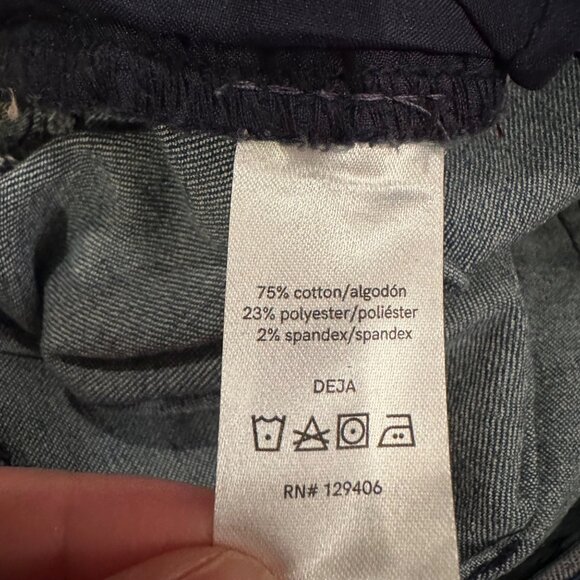 75% cotton/algodón
23% polyester/poliéster
2% spandex/spandex
DEJA
RN# 129406